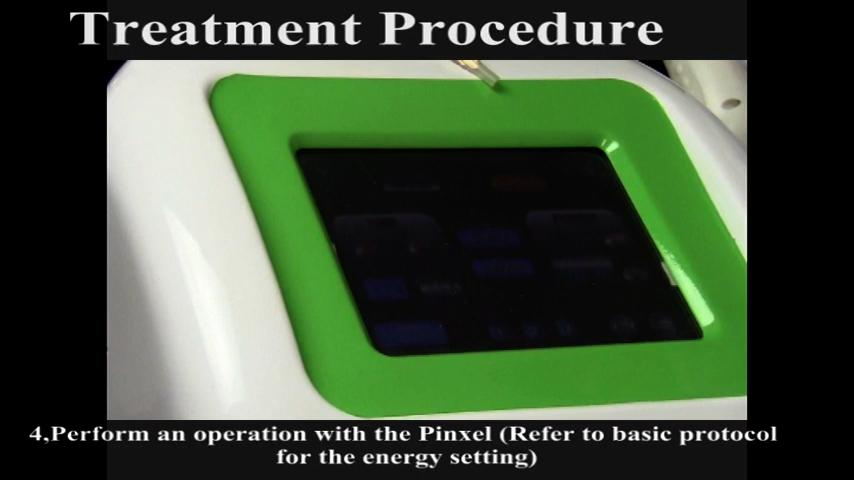 Treatment Procedure
4,Perform an operation with the Pinxel (Refer to basic protocol
for the energy setting)